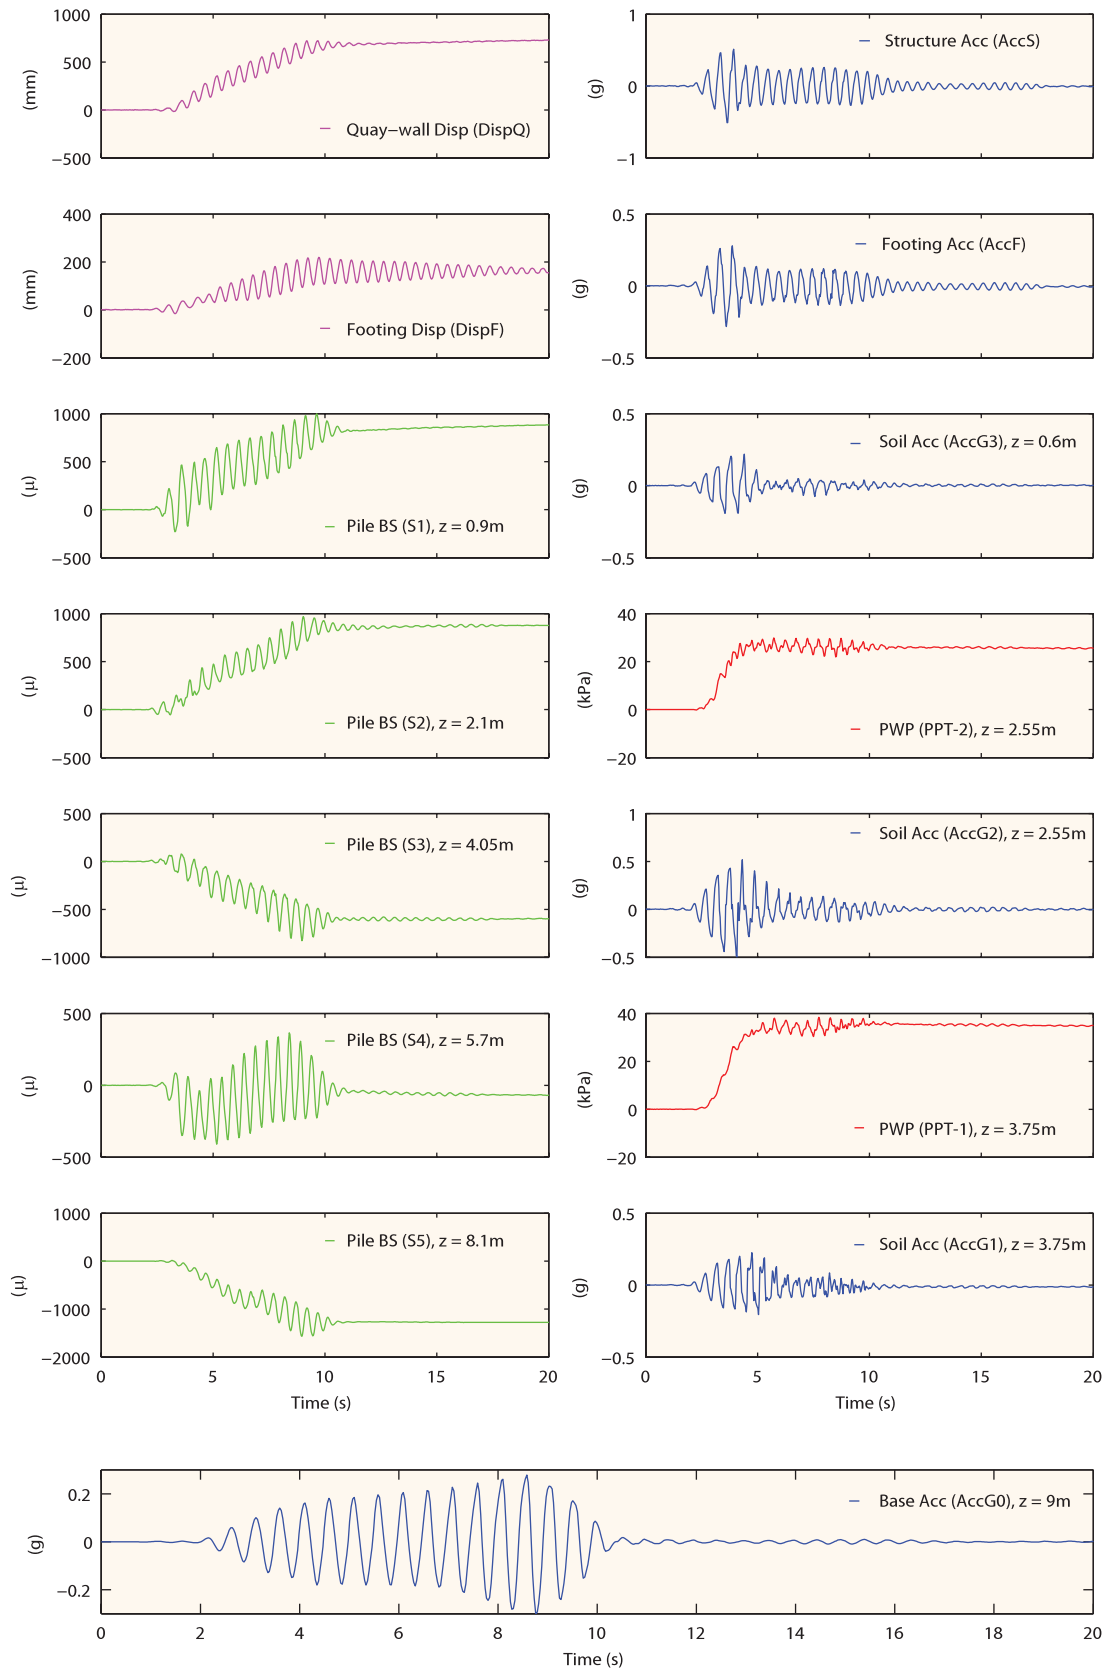 1000
500
0
−500
(mm)
Quay−wall Disp (DispQ)
1
0
−1
(g)
Structure Acc (AccS)
400
200
0
−200
(mm)
Footing Disp (DispF)
0.5
0
−0.5
(g)
Footing Acc (AccF)
1000
500
0
−500
(μ)
Pile BS (S1), z = 0.9m
0.5
0
−0.5
(g)
Soil Acc (AccG3), z = 0.6m
1000
500
0
−500
(μ)
Pile BS (S2), z = 2.1m
40
20
0
−20
(kPa)
PWP (PPT-2), z = 2.55m
500
0
−500
−1000
(μ)
Pile BS (S3), z = 4.05m
1
0.5
0
−0.5
(g)
Soil Acc (AccG2), z = 2.55m
500
0
−500
(μ)
Pile BS (S4), z = 5.7m
40
20
0
−20
(kPa)
PWP (PPT-1), z = 3.75m
1000
0
−1000
−2000
(μ)
Pile BS (S5), z = 8.1m
0 5 10 15 20
Time (s)
0.5
0
−0.5
(g)
Soil Acc (AccG1), z = 3.75m
0 5 10 15 20
Time (s)
0.2
0
−0.2
(g)
Base Acc (AccG0), z = 9m
0 2 4 6 8 10 12 14 16 18 20
Time (s)